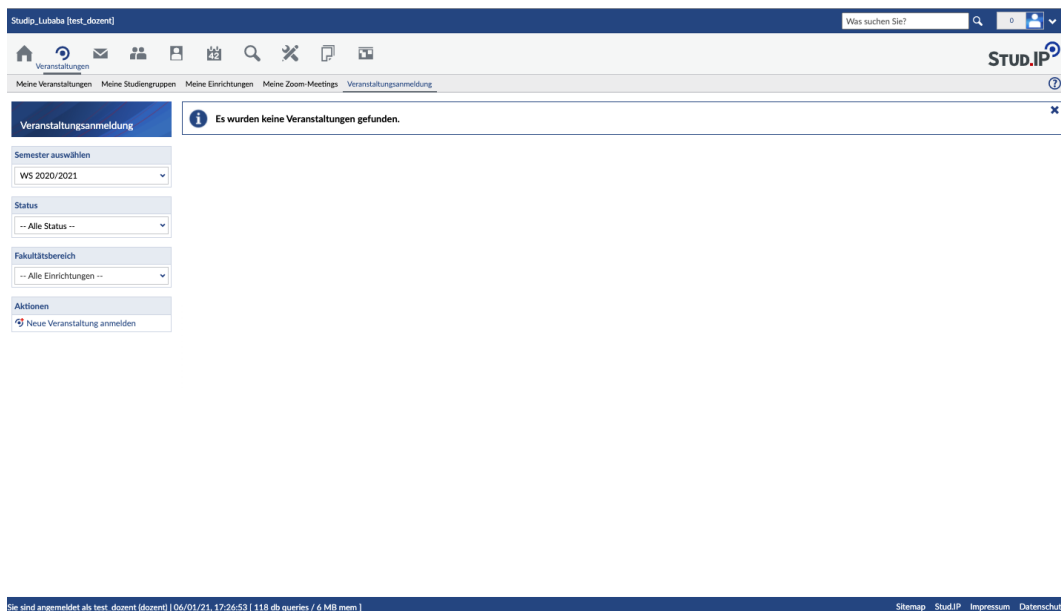 Studip_Lubaba [test_dozent]
Was suchen Sie?
0
Veranstaltungen
42
STUD.IP
Meine Veranstaltungen Meine Studiengruppen Meine Einrichtungen Meine Zoom-Meetings Veranstaltungsanmeldung
Veranstaltungsanmeldung
Es wurden keine Veranstaltungen gefunden.
Semester auswählen
WS 2020/2021
Status
-- Alle Status --
Fakultätsbereich
-- Alle Einrichtungen --
Aktionen
Neue Veranstaltung anmelden
Sie sind angemeldet als test_dozent (dozent) | 06/01/21, 17:26:53 [ 118 db queries / 6 MB mem ]
Sitemap Stud.IP Impressum Datenschut